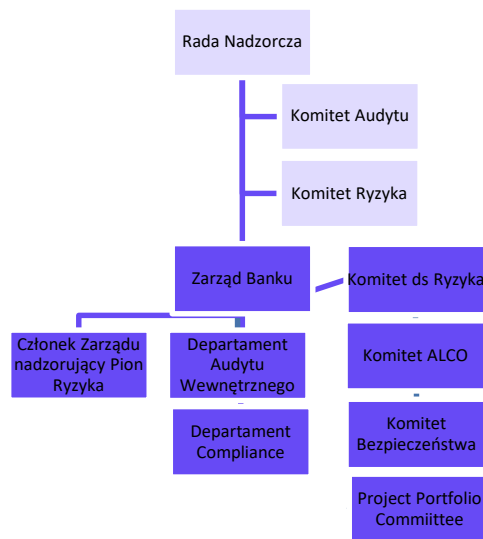 Rada Nadzorcza
Komitet Audytu
Komitet Ryzyka
Zarząd Banku
Komitet ds Ryzyka
Członek Zarządu
nadzorujący Pion
Ryzyka
Departament
Audytu
Wewnętrznego
Komitet ALCO
Departament
Compliance
Komitet
Bezpieczeństwa
Project Portfolio
Commiittee